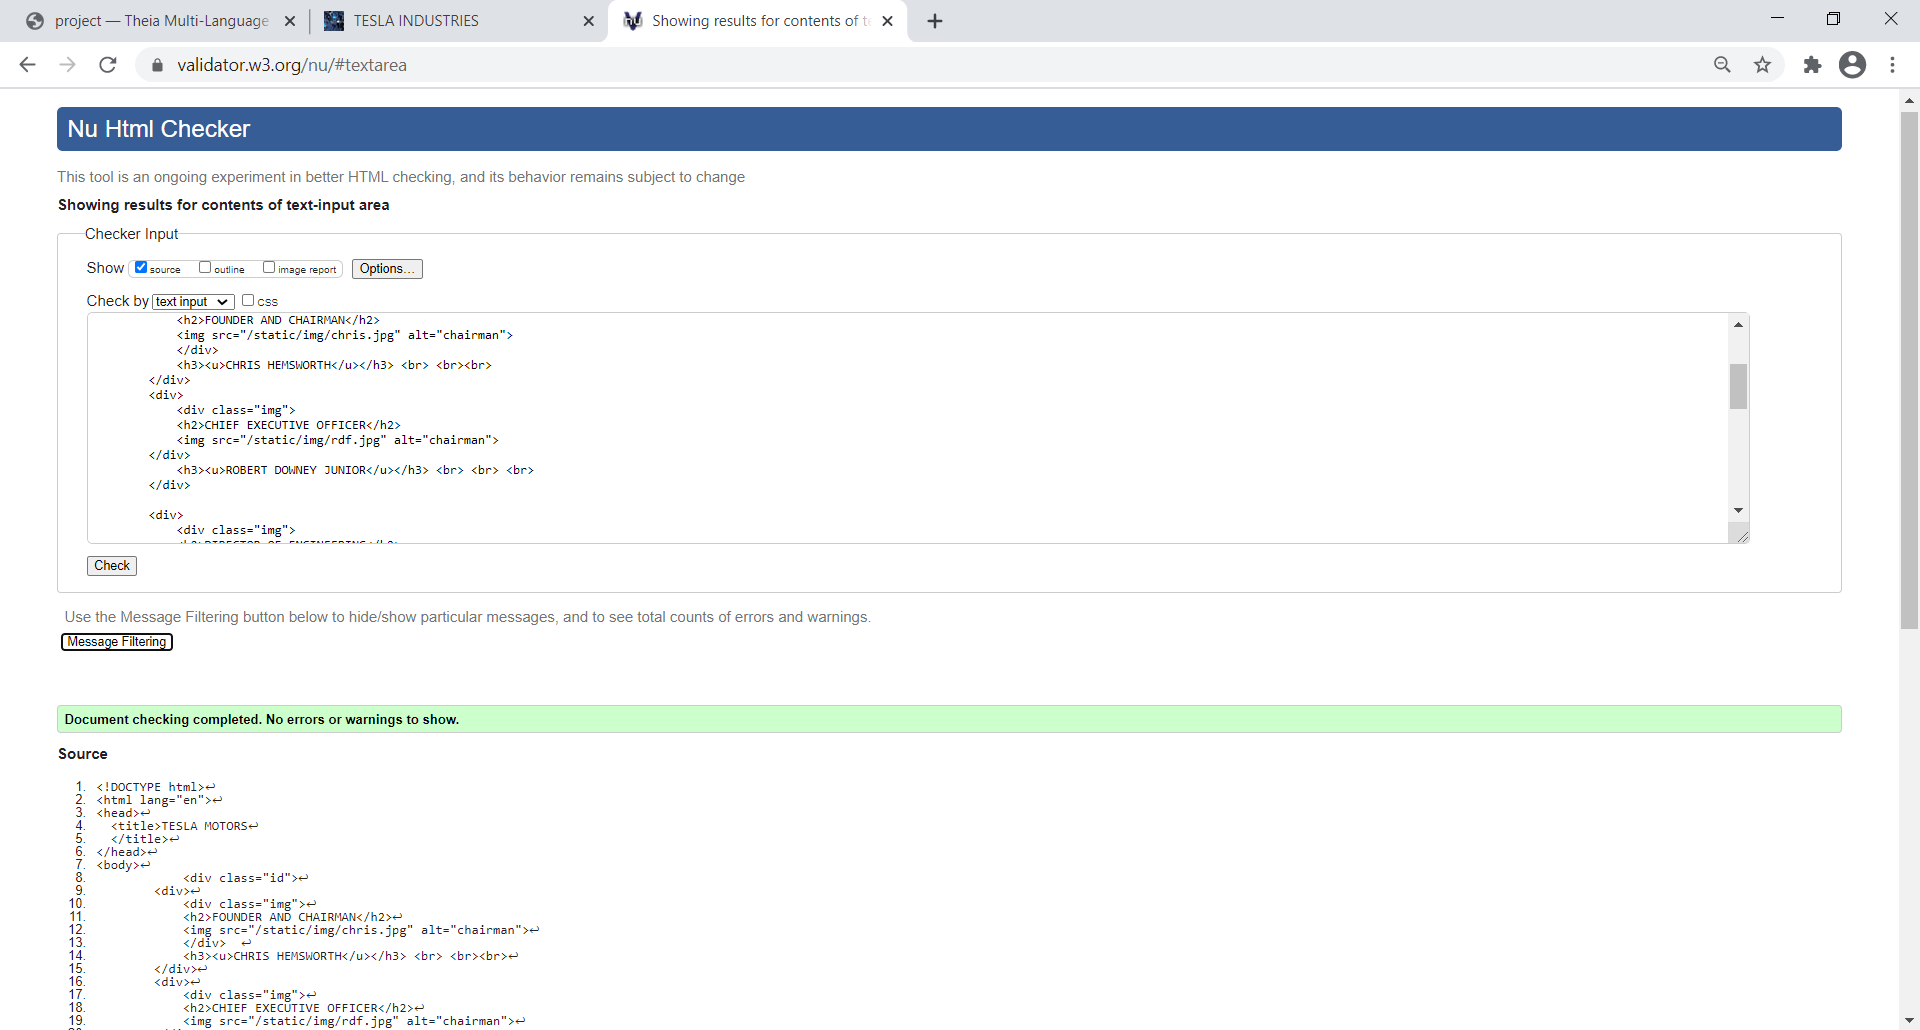 project — Theia Multi-Language
TESLA INDUSTRIES
Showing results for contents of te
validator.w3.org/nu/#textarea
Nu Html Checker
This tool is an ongoing experiment in better HTML checking, and its behavior remains subject to change
Showing results for contents of text-input area
Checker Input
Show source outline image report Options...
Check by text input css
<h2>FOUNDER AND CHAIRMAN</h2>
<img src="/static/img/chris.jpg" alt="chairman">
</div>
<h3><u>CHRIS HEMSWORTH</u></h3> <br> <br><br>
</div>
<div>
<div class="img">
<h2>CHIEF EXECUTIVE OFFICER</h2>
<img src="/static/img/rdf.jpg" alt="chairman">
</div>
<h3><u>ROBERT DOWNEY JUNIOR</u></h3> <br> <br> <br>
</div>
<div>
<div class="img">
<h2>DIRECTOR OF ENGINEERING</h2>
Check
Use the Message Filtering button below to hide/show particular messages, and to see total counts of errors and warnings.
Message Filtering
Document checking completed. No errors or warnings to show.
Source
1. <!DOCTYPE html>↩
2. <html lang="en">↩
3. <head>↩
4. <title>TESLA MOTORS↩
5. </title>↩
6. </head>↩
7. <body>↩
8. <div class="id">↩
9. <div>↩
10. <div class="img">↩
11. <h2>FOUNDER AND CHAIRMAN</h2>↩
12. <img src="/static/img/chris.jpg" alt="chairman">↩
13. </div> ↩
14. <h3><u>CHRIS HEMSWORTH</u></h3> <br> <br><br>↩
15. </div>↩
16. <div>↩
17. <div class="img">↩
18. <h2>CHIEF EXECUTIVE OFFICER</h2>↩
19. <img src="/static/img/rdf.jpg" alt="chairman">↩